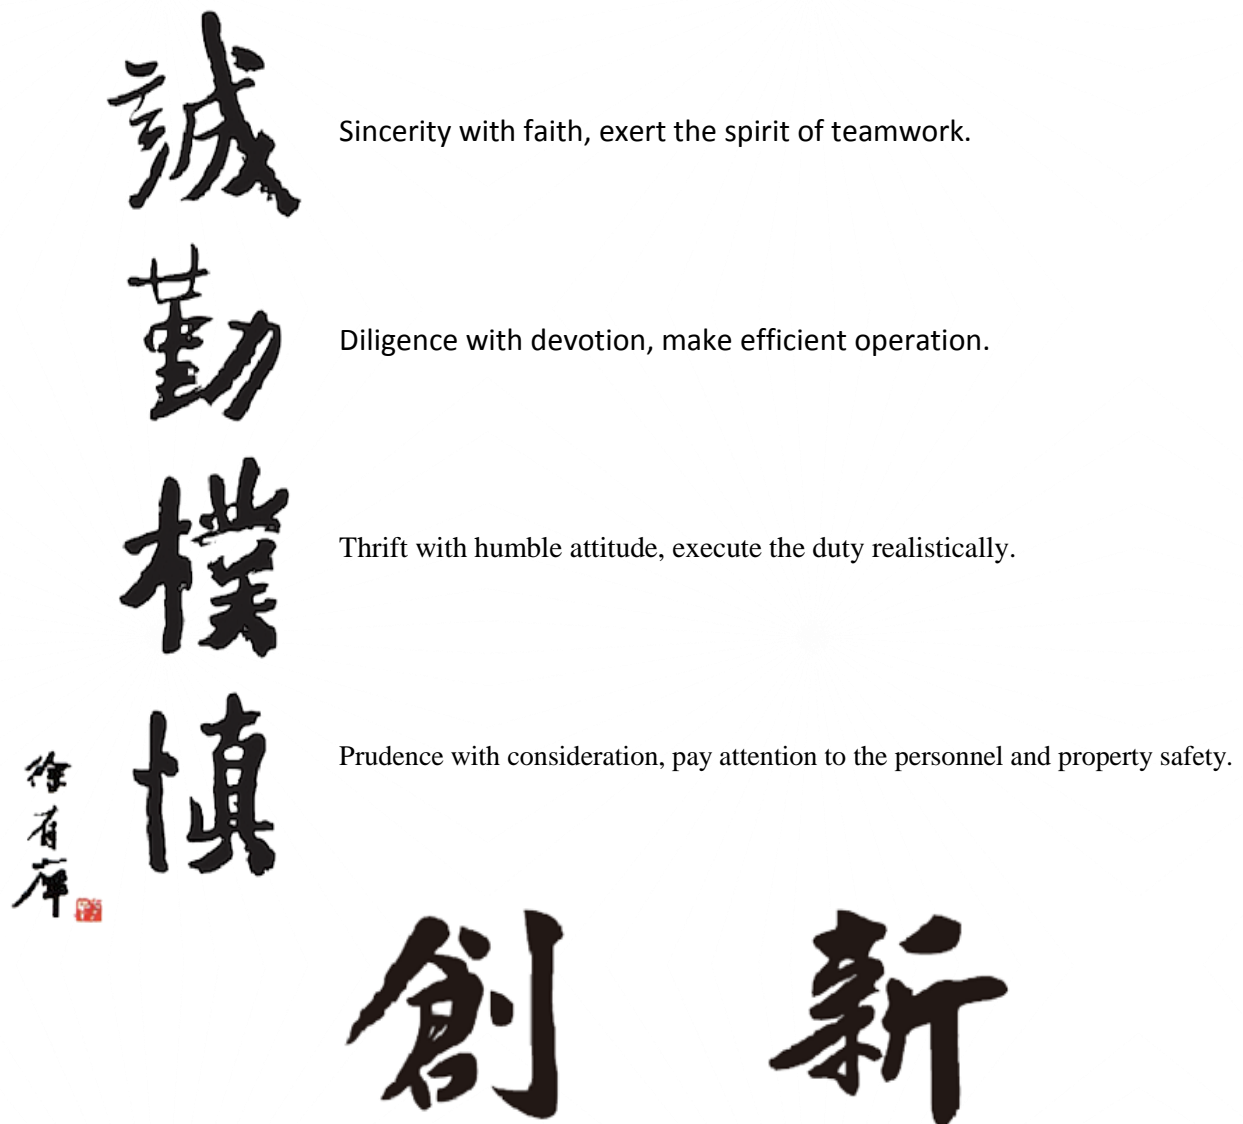 誠
Sincerity with faith, exert the spirit of teamwork.
勤
Diligence with devotion, make efficient operation.
樸
Thrift with humble attitude, execute the duty realistically.
慎
Prudence with consideration, pay attention to the personnel and property safety.
徐有庠
創 新